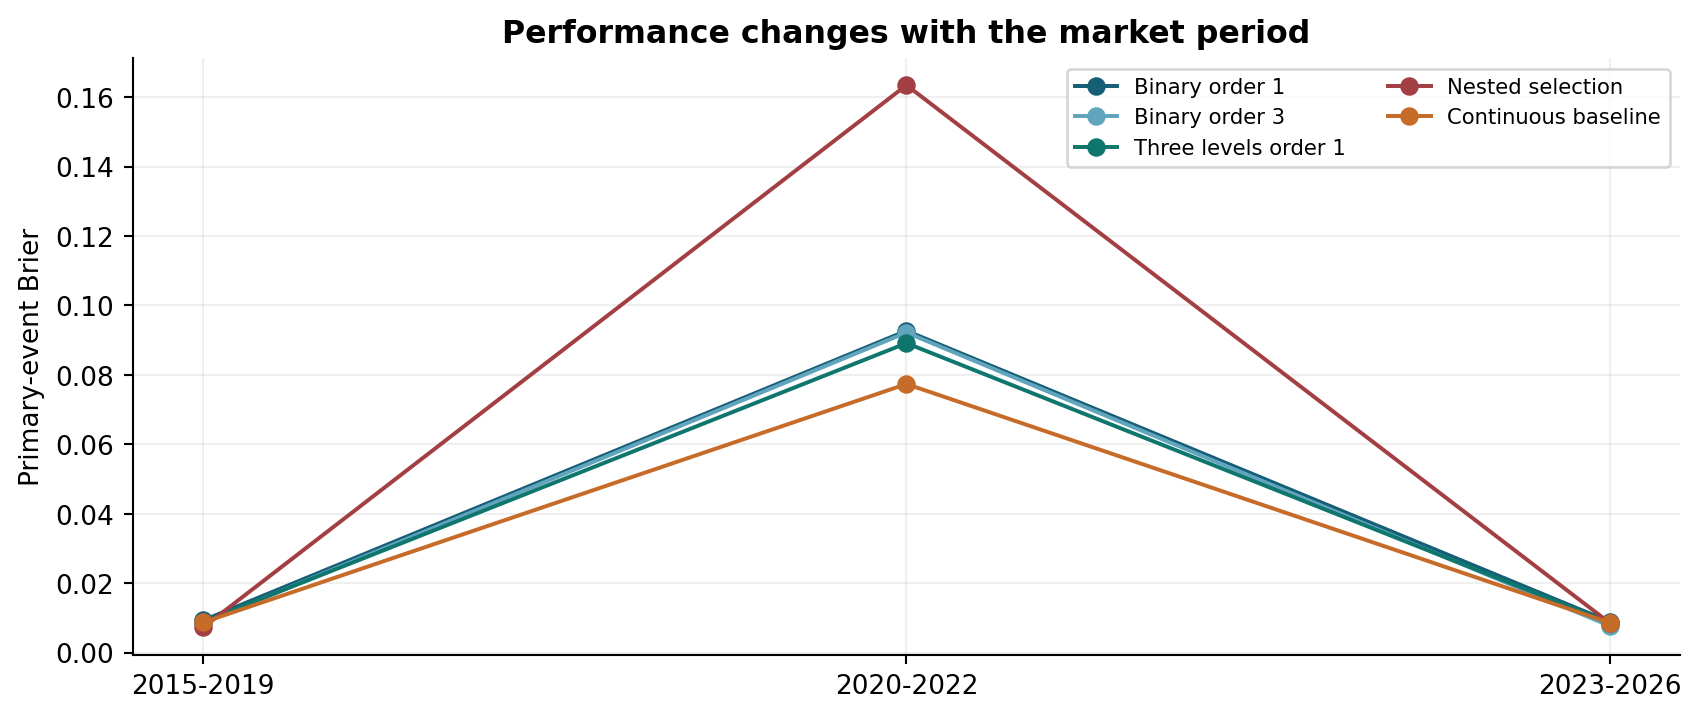 Performance changes with the market period
Primary-event Brier
0.16
0.14
0.12
0.10
0.08
0.06
0.04
0.02
0.00
Binary order 1
Binary order 3
Three levels order 1
Nested selection
Continuous baseline
2015-2019
2020-2022
2023-2026